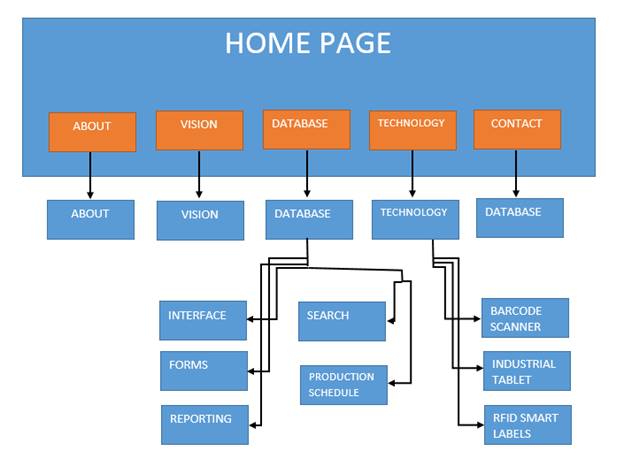 HOME PAGE
ABOUT
VISION
DATABASE
TECHNOLOGY
CONTACT
ABOUT
VISION
DATABASE
TECHNOLOGY
DATABASE
INTERFACE
SEARCH
BARCODE
SCANNER
FORMS
PRODUCTION
SCHEDULE
INDUSTRIAL
TABLET
REPORTING
RFID SMART
LABELS